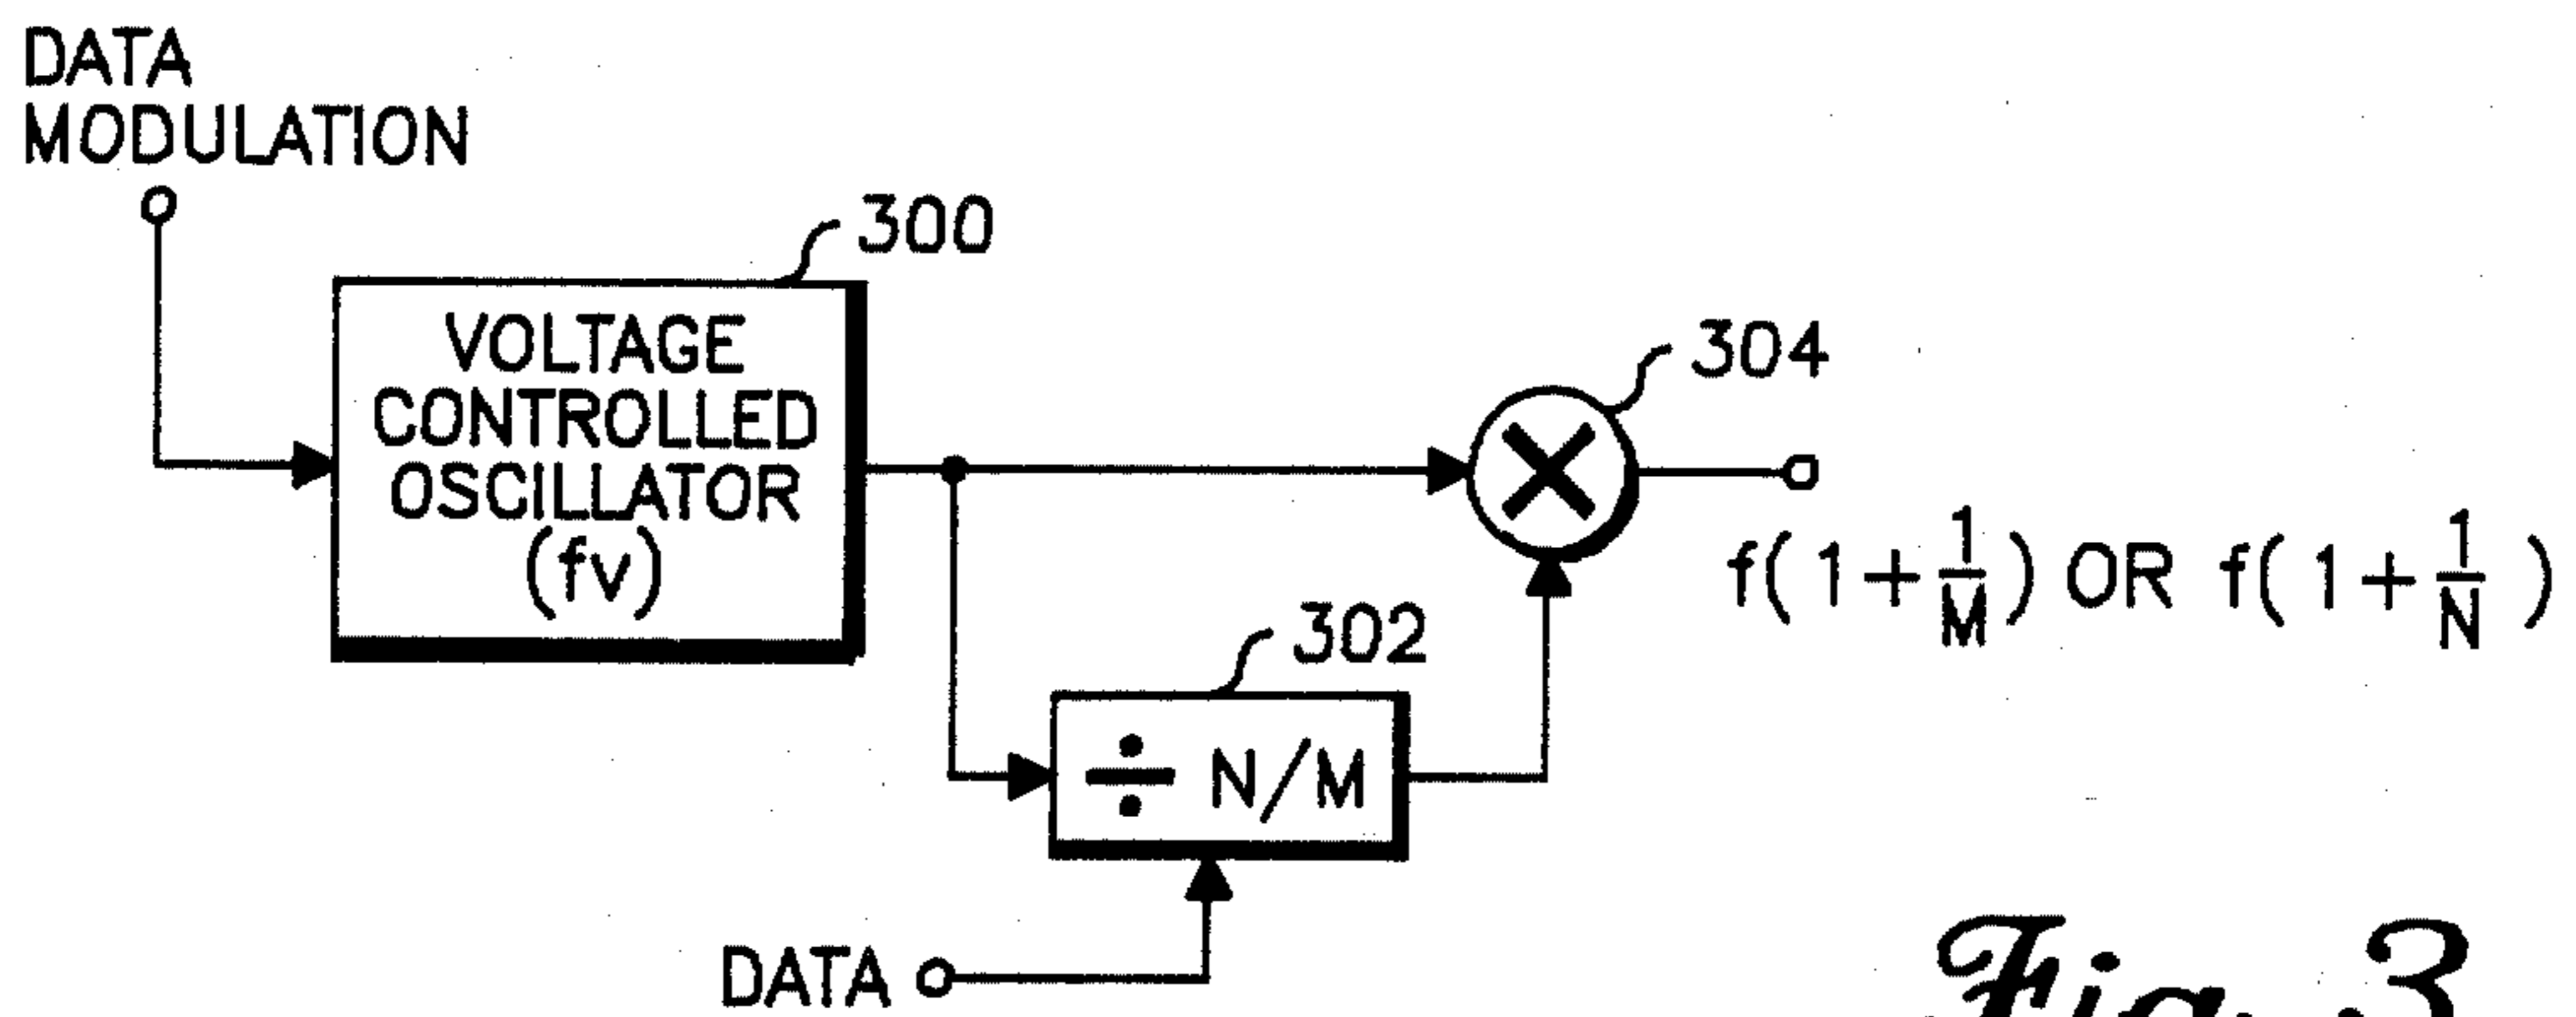 DATA
MODULATION
300
VOLTAGE
CONTROLLED
OSCILLATOR
(fv)
304
f(1+1/M) OR f(1+1/N)
302
÷ N/M
DATA
Fig. 3